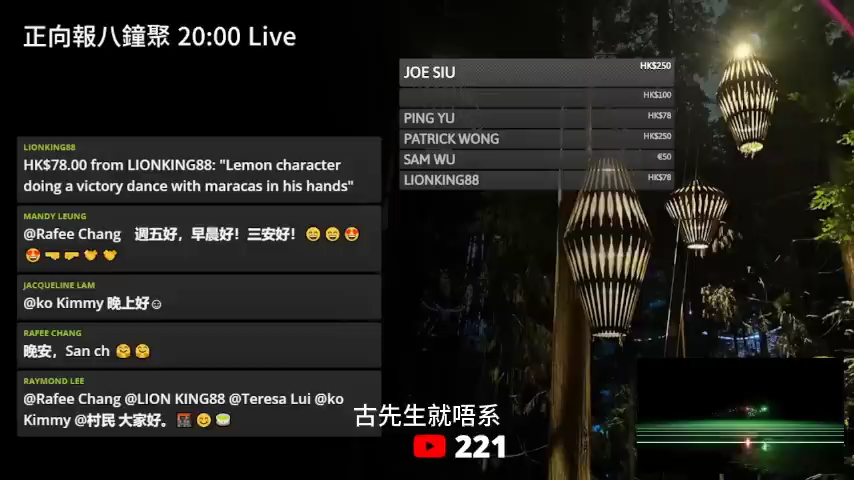 正向報八鐘聚 20:00 Live
JOE SIU HK$250
HK$100
PING YU HK$78
PATRICK WONG HK$250
SAM WU €50
LIONKING88 HK$78
LIONKING88
HK$78.00 from LIONKING88: "Lemon character
doing a victory dance with maracas in his hands"
MANDY LEUNG
@Rafee Chang 週五好，早晨好！三安好！ 😄😄😍
😍🤜🤛
JACQUELINE LAM
@ko Kimmy 晚上好☺
RAFEE CHANG
晚安，San ch 🤗🤗
RAYMOND LEE
@Rafee Chang @LION KING88 @Teresa Lui @ko
Kimmy @村民 大家好。 😊🍵
古先生就唔系
221